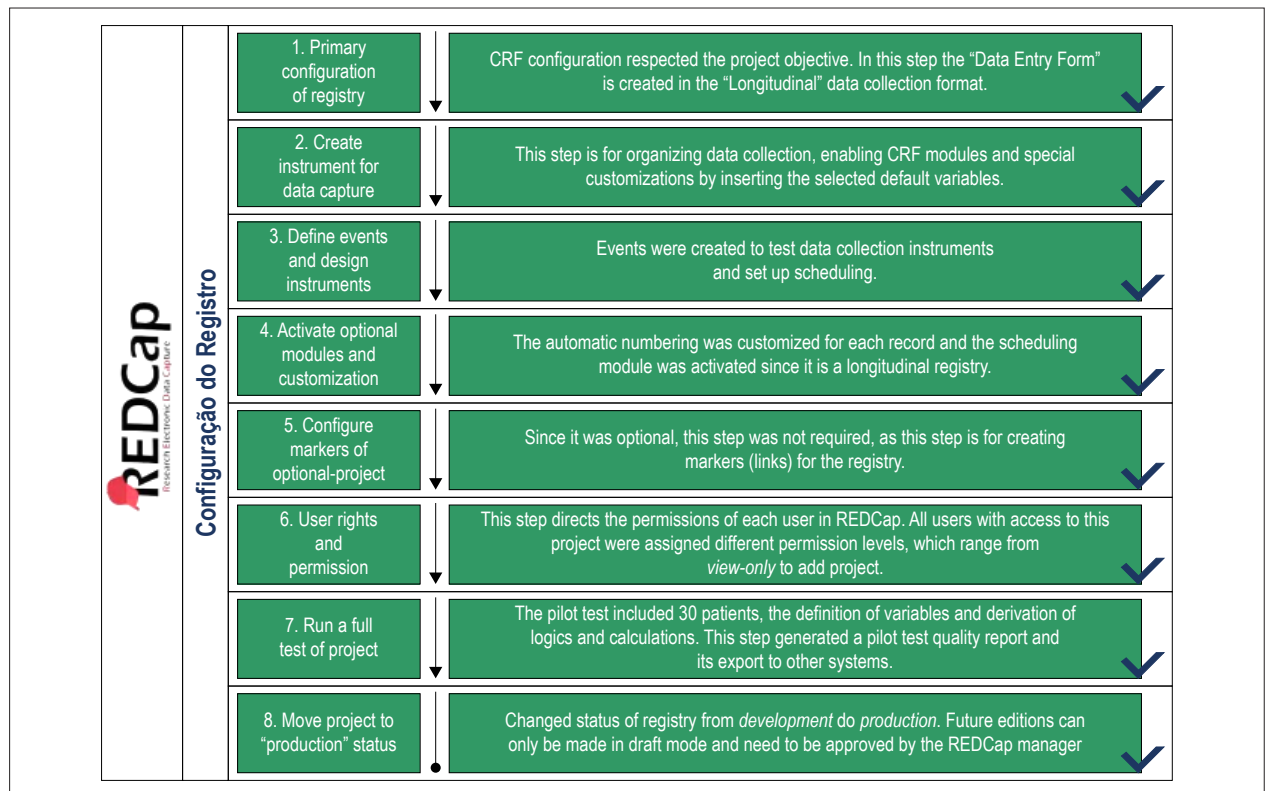 REDCap
Research Electronic Data Capture
Configuração do Registro
1. Primary
configuration
of registry
CRF configuration respected the project objective. In this step the “Data Entry Form”
is created in the “Longitudinal” data collection format.
2. Create
instrument for
data capture
This step is for organizing data collection, enabling CRF modules and special
customizations by inserting the selected default variables.
3. Define events
and design
instruments
Events were created to test data collection instruments
and set up scheduling.
4. Activate optional
modules and
customization
The automatic numbering was customized for each record and the scheduling
module was activated since it is a longitudinal registry.
5. Configure
markers of
optional-project
Since it was optional, this step was not required, as this step is for creating
markers (links) for the registry.
6. User rights
and
permission
This step directs the permissions of each user in REDCap. All users with access to this
project were assigned different permission levels, which range from
view-only to add project.
7. Run a full
test of project
The pilot test included 30 patients, the definition of variables and derivation of
logics and calculations. This step generated a pilot test quality report and
its export to other systems.
8. Move project to
“production” status
Changed status of registry from development do production. Future editions can
only be made in draft mode and need to be approved by the REDCap manager